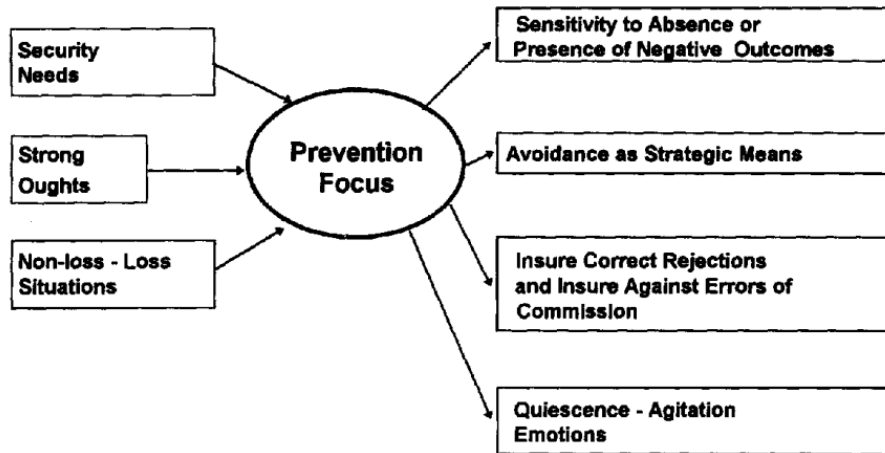 Security
Needs
Strong
Oughts
Non-loss - Loss
Situations
Prevention
Focus
Sensitivity to Absence or
Presence of Negative Outcomes
Avoidance as Strategic Means
Insure Correct Rejections
and Insure Against Errors of
Commission
Quiescence - Agitation
Emotions